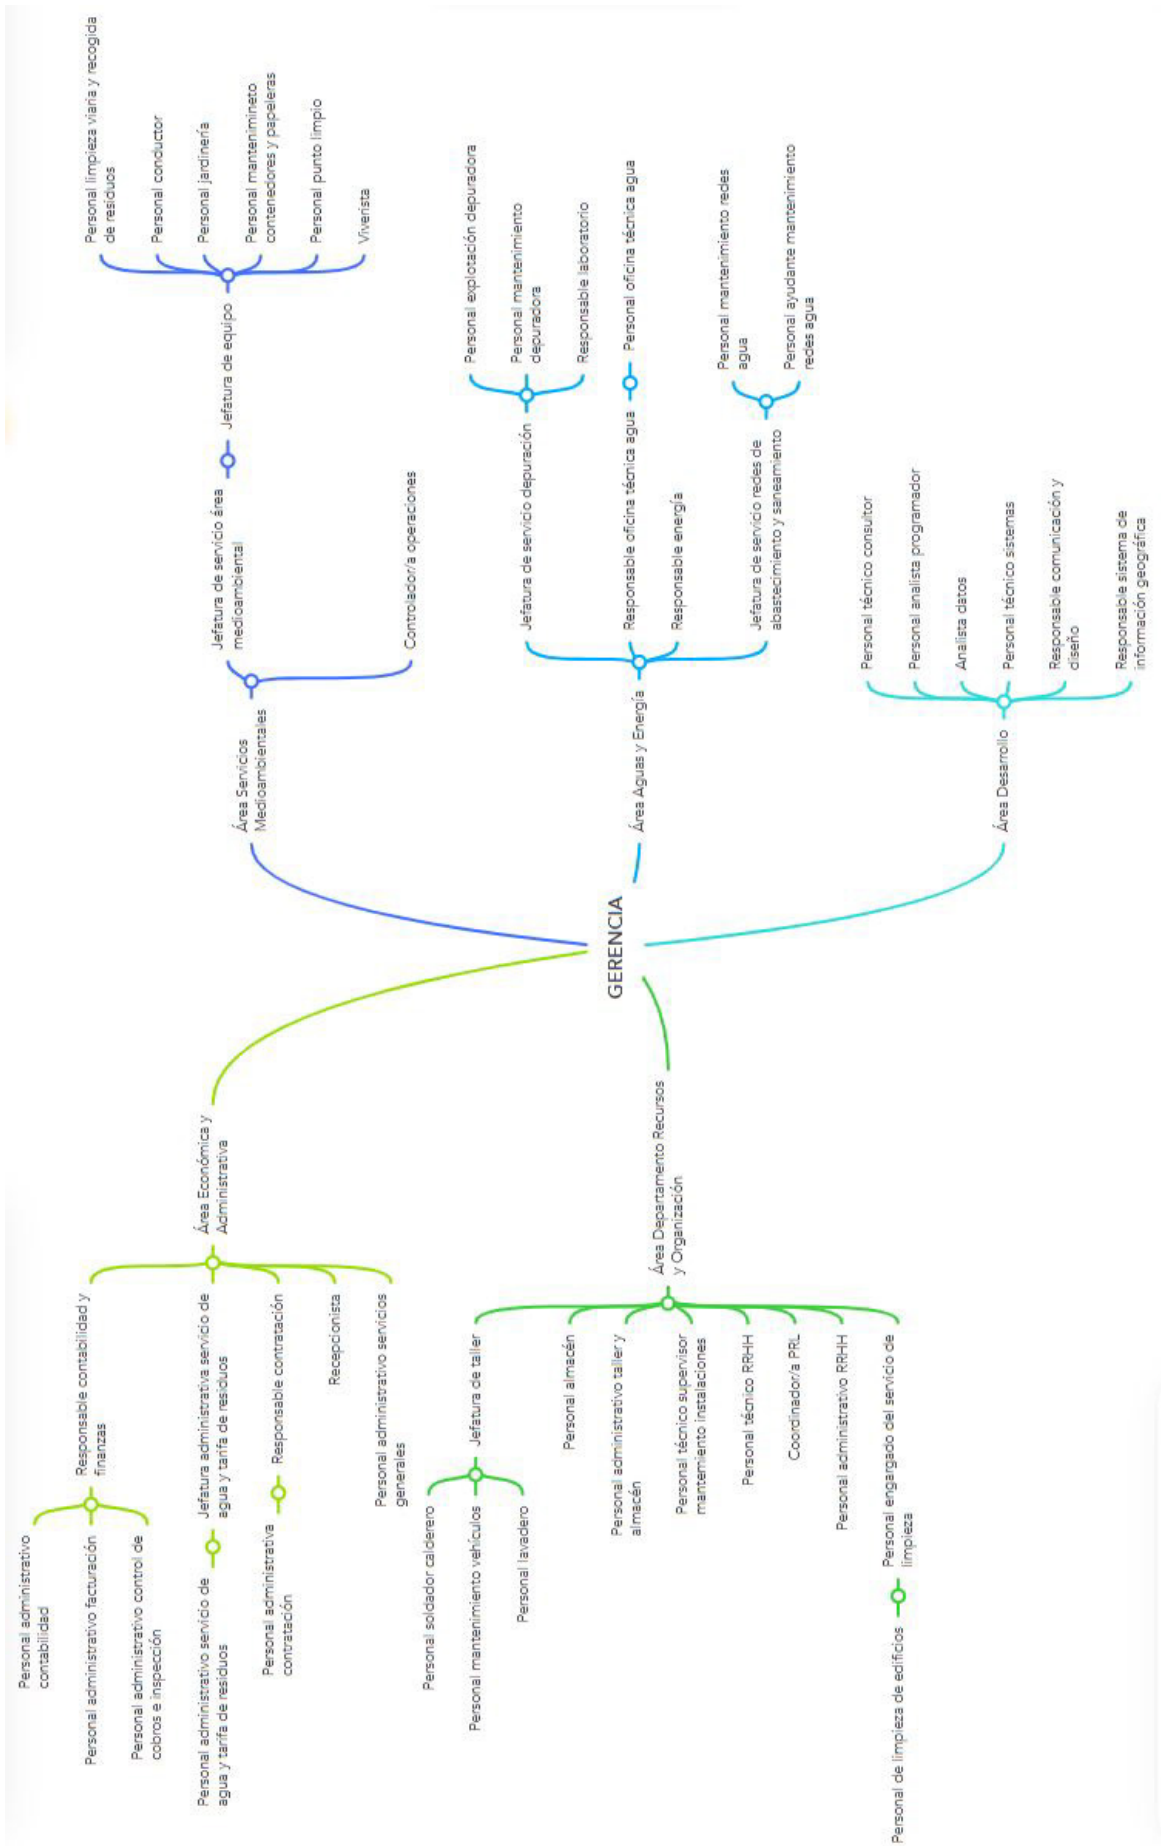 Personal administrativo
contabilidad
Personal administrativo facturación
Personal administrativo control de
cobros e inspección
Responsable contabilidad y
finanzas
Personal administrativo servicio de
agua y tarifa de residuos
Jefatura administrativa servicio de
agua y tarifa de residuos
Personal administrativa
contratación
Responsable contratación
Recepcionista
Personal administrativo servicios
generales
Área Económica y
Administrativa
Personal soldador calderero
Personal mantenimiento vehículos
Personal lavadero
Jefatura de taller
Personal almacén
Personal administrativo taller y
almacén
Personal técnico supervisor
mantemiento instalaciones
Personal técnico RRHH
Coordinador/a PRL
Personal administrativo RRHH
Personal de limpieza de edificios
Personal engargado del servicio de
limpieza
Área Departamento Recursos
y Organización
GERENCIA
Área Servicios
Medioambientales
Jefatura de servicio área
medioambiental
Jefatura de equipo
Personal limpieza viaria y recogida
de residuos
Personal conductor
Personal jardinería
Personal mantenimineto
contenedores y papeleras
Personal punto limpio
Viverista
Controlador/a operaciones
Área Aguas y Energía
Jefatura de servicio depuración
Personal explotación depuradora
Personal mantenimiento
depuradora
Responsable laboratorio
Responsable oficina técnica agua
Personal oficina técnica agua
Responsable energía
Jefatura de servicio redes de
abastecimiento y saneamiento
Personal mantenimiento redes
agua
Personal ayudante mantenimiento
redes agua
Área Desarrollo
Personal técnico consultor
Personal analista programador
Analista datos
Personal técnico sistemas
Responsable comunicación y
diseño
Responsable sistema de
información geográfica